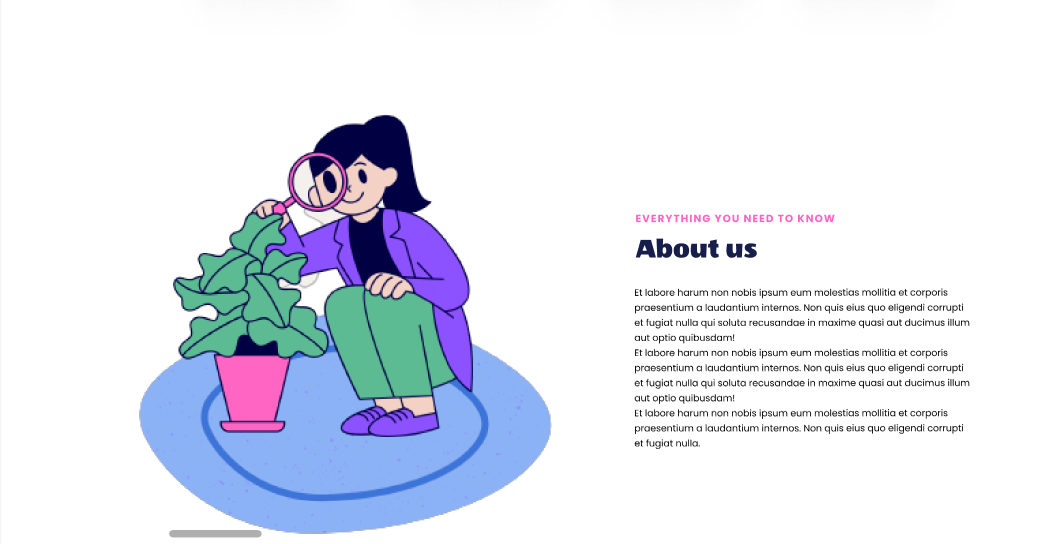 EVERYTHING YOU NEED TO KNOW
About us
Et labore harum non nobis ipsum eum molestias mollitia et corporis
praesentium a laudantium internos. Non quis eius quo eligendi corrupti
et fugiat nulla qui soluta recusandae in maxime quasi aut ducimus illum
aut optio quibusdam!
Et labore harum non nobis ipsum eum molestias mollitia et corporis
praesentium a laudantium internos. Non quis eius quo eligendi corrupti
et fugiat nulla qui soluta recusandae in maxime quasi aut ducimus illum
aut optio quibusdam!
Et labore harum non nobis ipsum eum molestias mollitia et corporis
praesentium a laudantium internos. Non quis eius quo eligendi corrupti
et fugiat nulla.